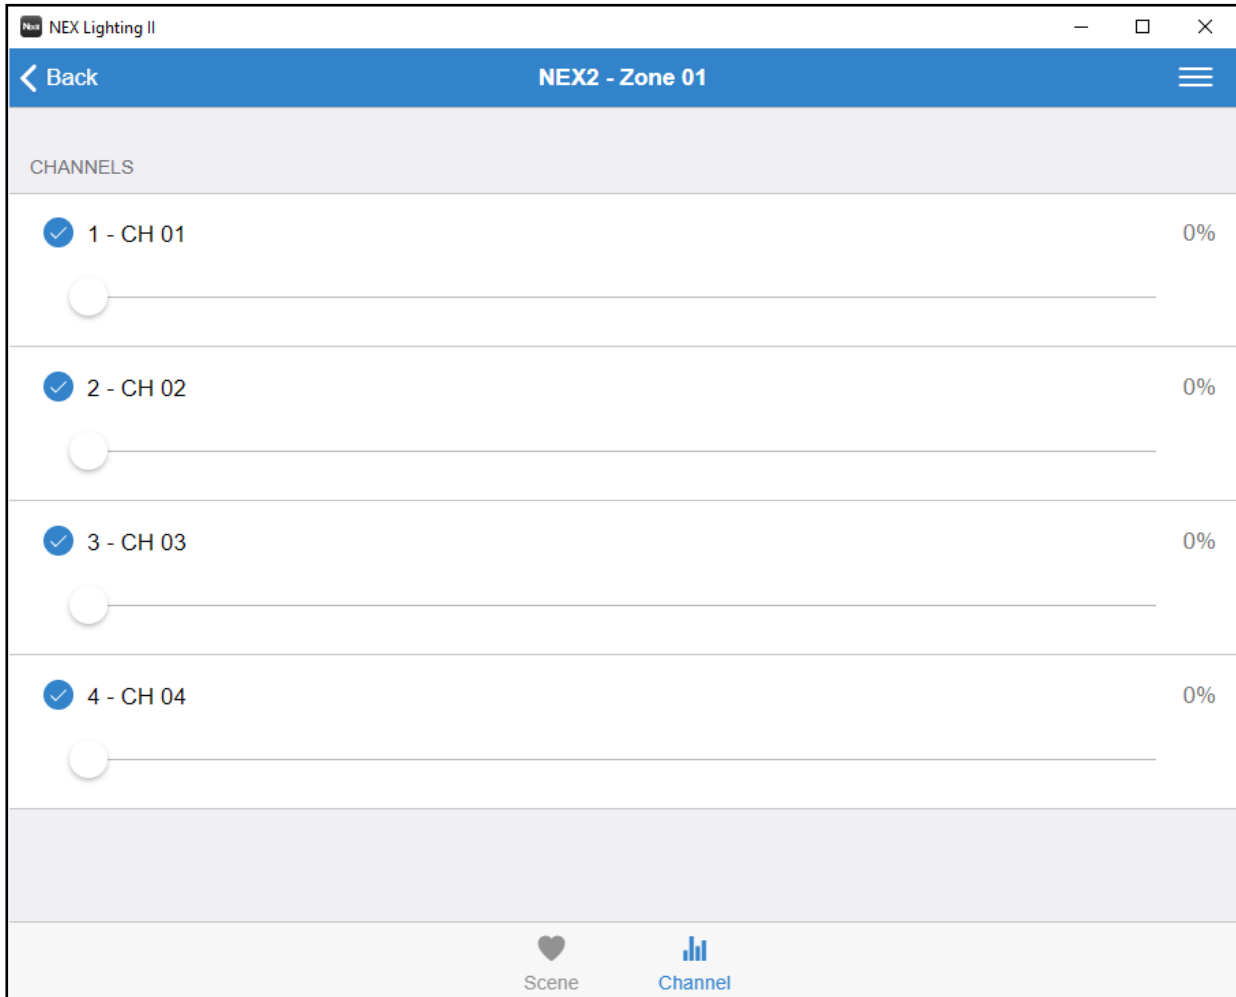 NEX Lighting II
Back
NEX2 - Zone 01
CHANNELS
1 - CH 01
0%
2 - CH 02
0%
3 - CH 03
0%
4 - CH 04
0%
Scene
Channel